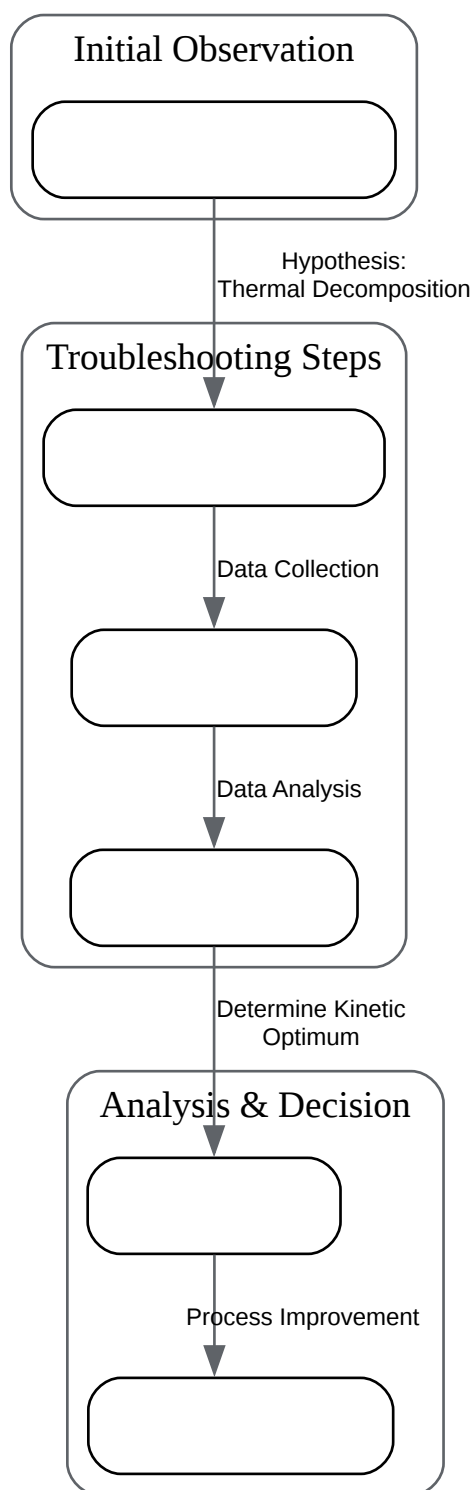 Initial Observation
Hypothesis:
Thermal Decomposition
Troubleshooting Steps
Data Collection
Data Analysis
Determine Kinetic
Optimum
Analysis & Decision
Process Improvement